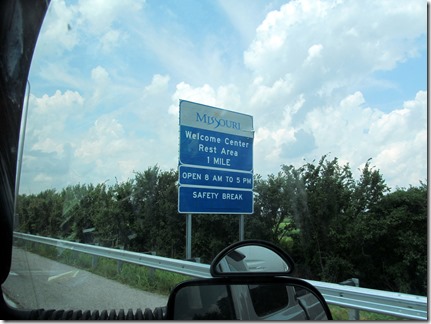 Missouri
Welcome Center
Rest Area
1 MILE
OPEN 8 AM TO 5 PM
SAFETY BREAK